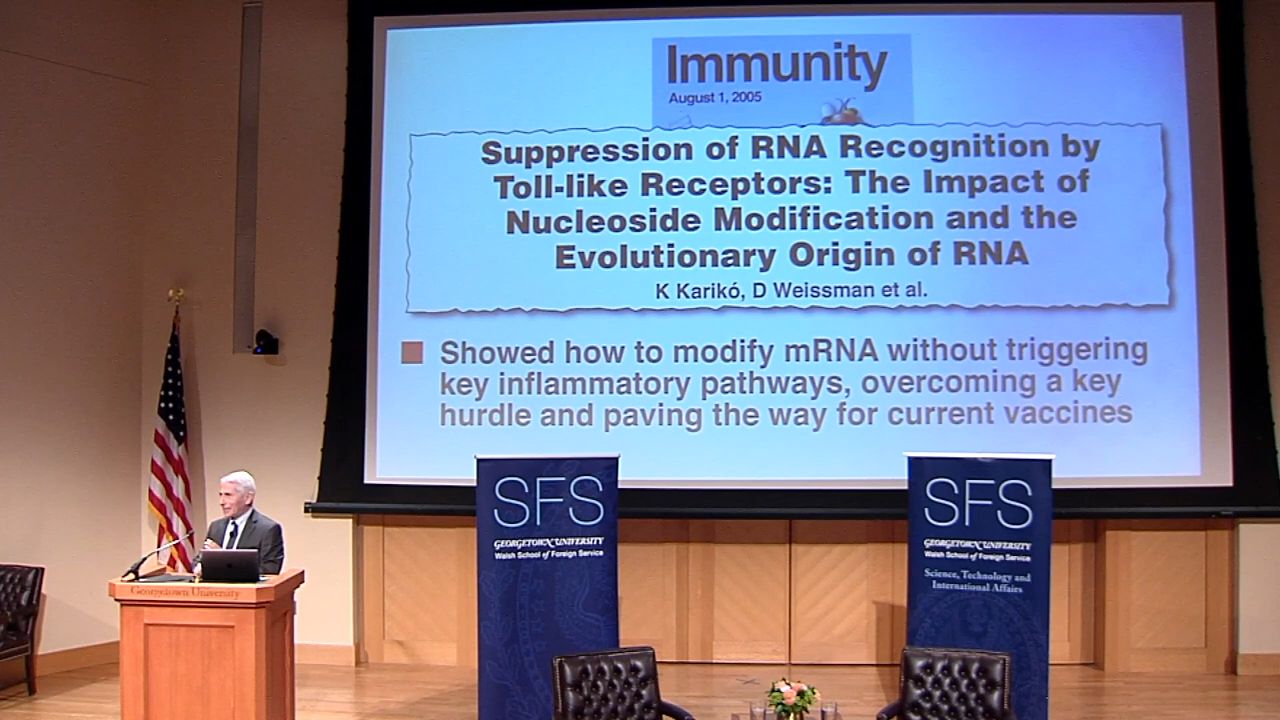 Immunity
August 1, 2005
Suppression of RNA Recognition by
Toll-like Receptors: The Impact of
Nucleoside Modification and the
Evolutionary Origin of RNA
K Karikó, D Weissman et al.
Showed how to modify mRNA without triggering
key inflammatory pathways, overcoming a key
hurdle and paving the way for current vaccines
SFS
GEORGETOWN UNIVERSITY
Walsh School of Foreign Service
SFS
GEORGETOWN UNIVERSITY
Walsh School of Foreign Service
Science, Technology and
International Affairs
Georgetown University